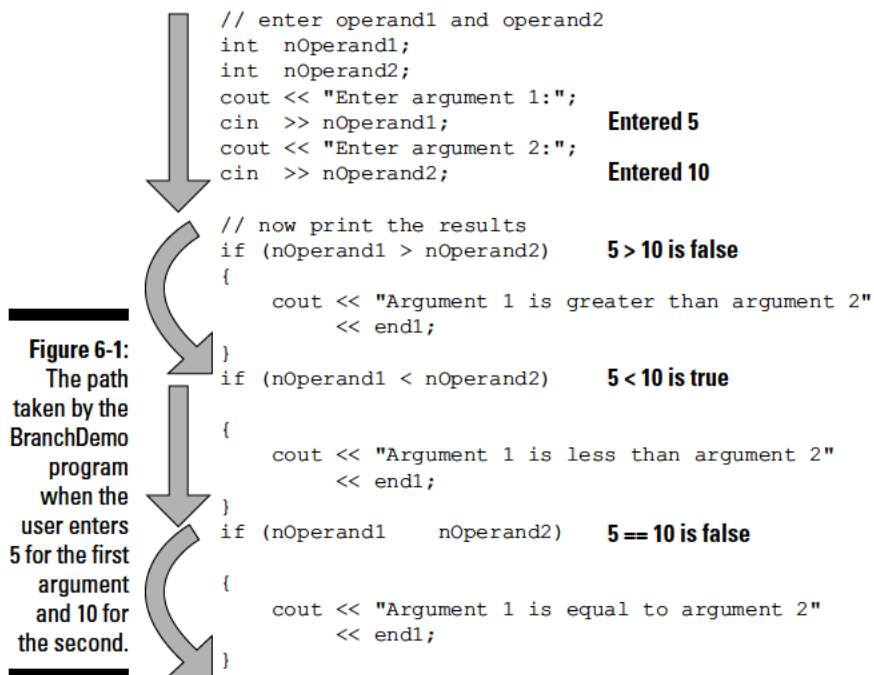 // enter operand1 and operand2
int nOperand1;
int nOperand2;
cout << "Enter argument 1:";
cin >> nOperand1; Entered 5
cout << "Enter argument 2:";
cin >> nOperand2; Entered 10
// now print the results
if (nOperand1 > nOperand2) 5 > 10 is false
{
cout << "Argument 1 is greater than argument 2"
<< end1;
}
if (nOperand1 < nOperand2) 5 < 10 is true
{
cout << "Argument 1 is less than argument 2"
<< end1;
}
if (nOperand1 nOperand2) 5 == 10 is false
{
cout << "Argument 1 is equal to argument 2"
<< end1;
}
Figure 6-1:
The path
taken by the
BranchDemo
program
when the
user enters
5 for the first
argument
and 10 for
the second.